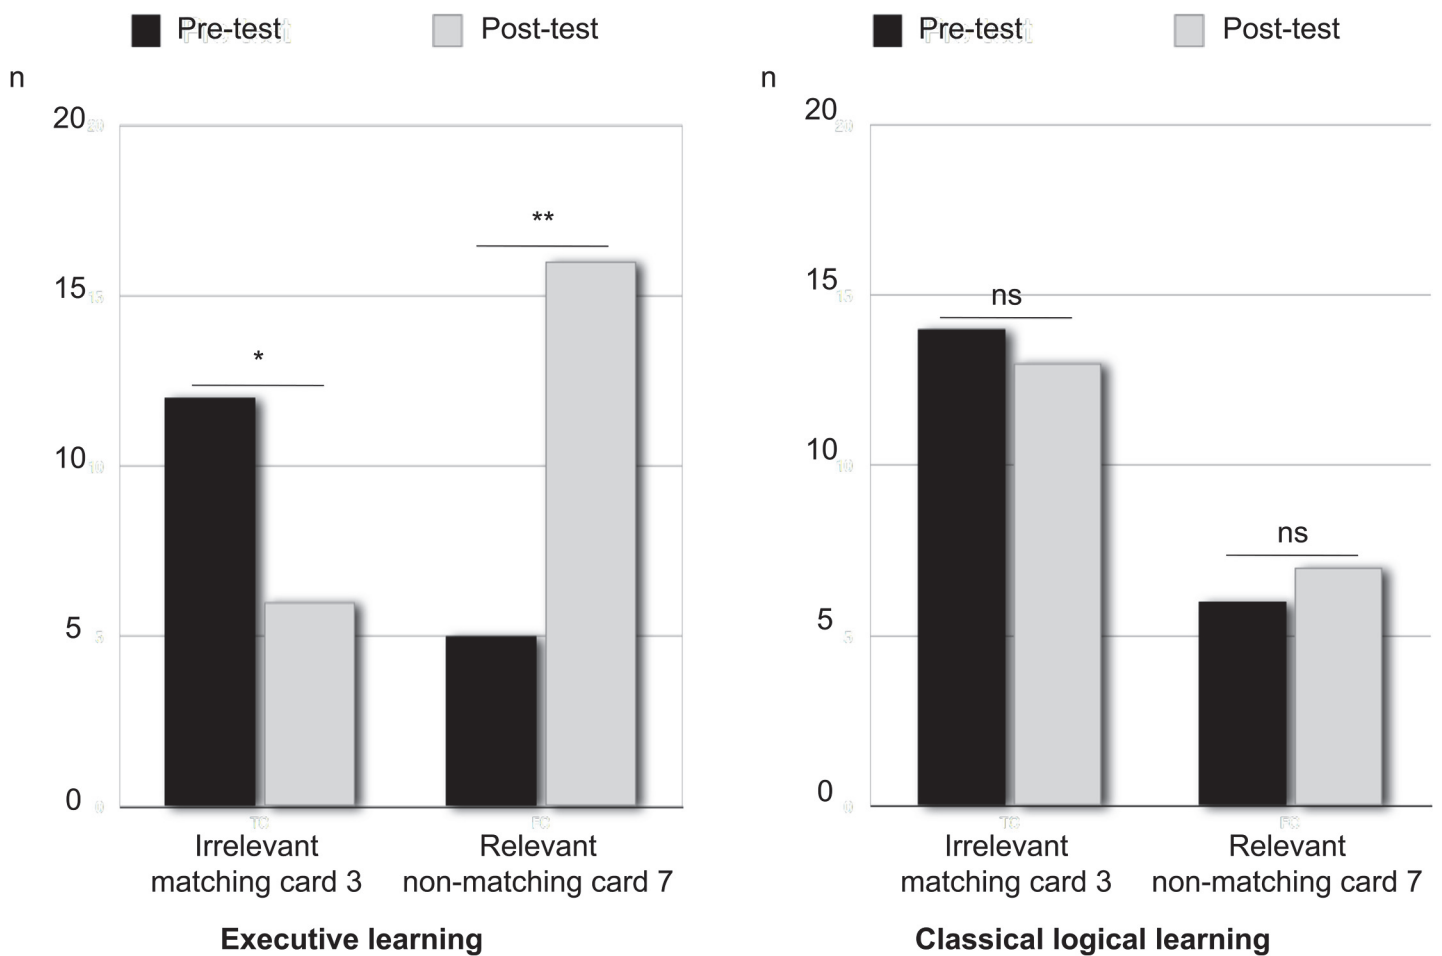 Pre-test Post-test
n
20
15
10
5
0
*
**
Irrelevant
matching card 3
Relevant
non-matching card 7
Executive learning
Pre-test Post-test
n
20
15
10
5
0
ns
ns
Irrelevant
matching card 3
Relevant
non-matching card 7
Classical logical learning